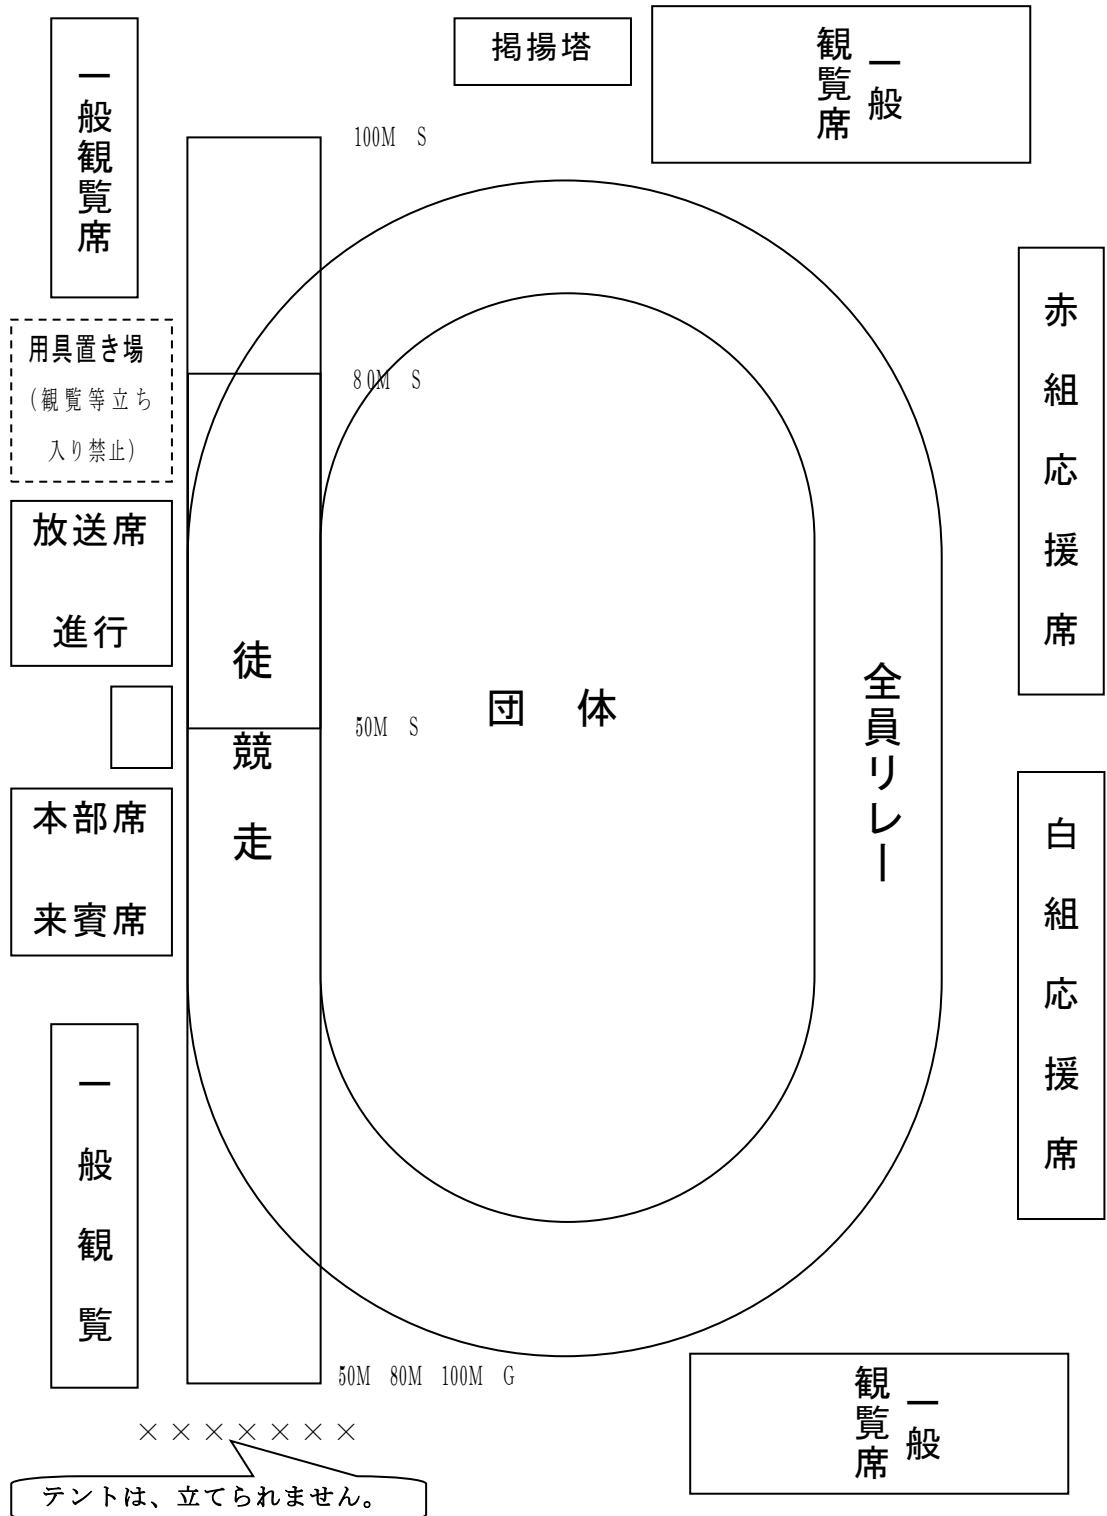 掲揚塔
一般
観覧席
一般観覧席
100M S
用具置き場
(観覧等立ち
入り禁止)
80M S
赤組応援席
放送席
進行
徒競走
50M S
団 体
全員リレー
本部席
来賓席
白組応援席
一般観覧
50M 80M 100M G
一般
観覧席
×××××××
テントは、立てられません。